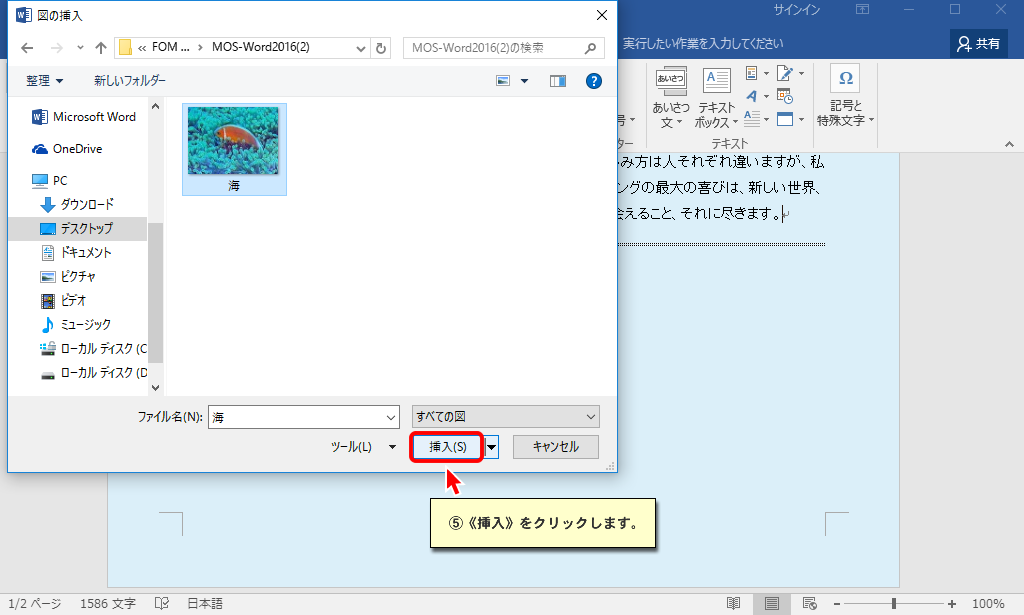 図の挿入
サインイン
« FOM ... › MOS-Word2016(2)
MOS-Word2016(2)の検索
実行したい作業を入力してください
共有
整理
新しいフォルダー
Microsoft Word
OneDrive
PC
ダウンロード
デスクトップ
ドキュメント
ピクチャ
ビデオ
ミュージック
ローカル ディスク (C
ローカル ディスク (D
海
号
ター
あいさつ
あいさつ文
テキスト
ボックス
A
テキスト
Ω
記号と
特殊文字
み方は人それぞれ違いますが、私
ングの最大の喜びは、新しい世界、
会えること、それに尽きます。
ファイル名(N):
海
すべての図
ツール(L)
挿入(S)
キャンセル
⑤《挿入》をクリックします。
1/2 ページ
1586 文字
日本語
100%